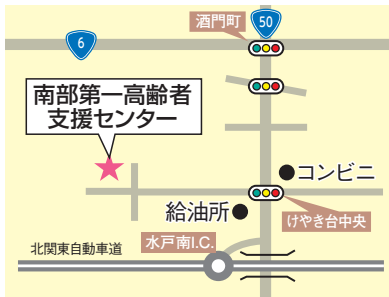 酒門町
50
6
南部第一高齢者
支援センター
コンビニ
給油所
けやき台中央
水戸南I.C.
北関東自動車道